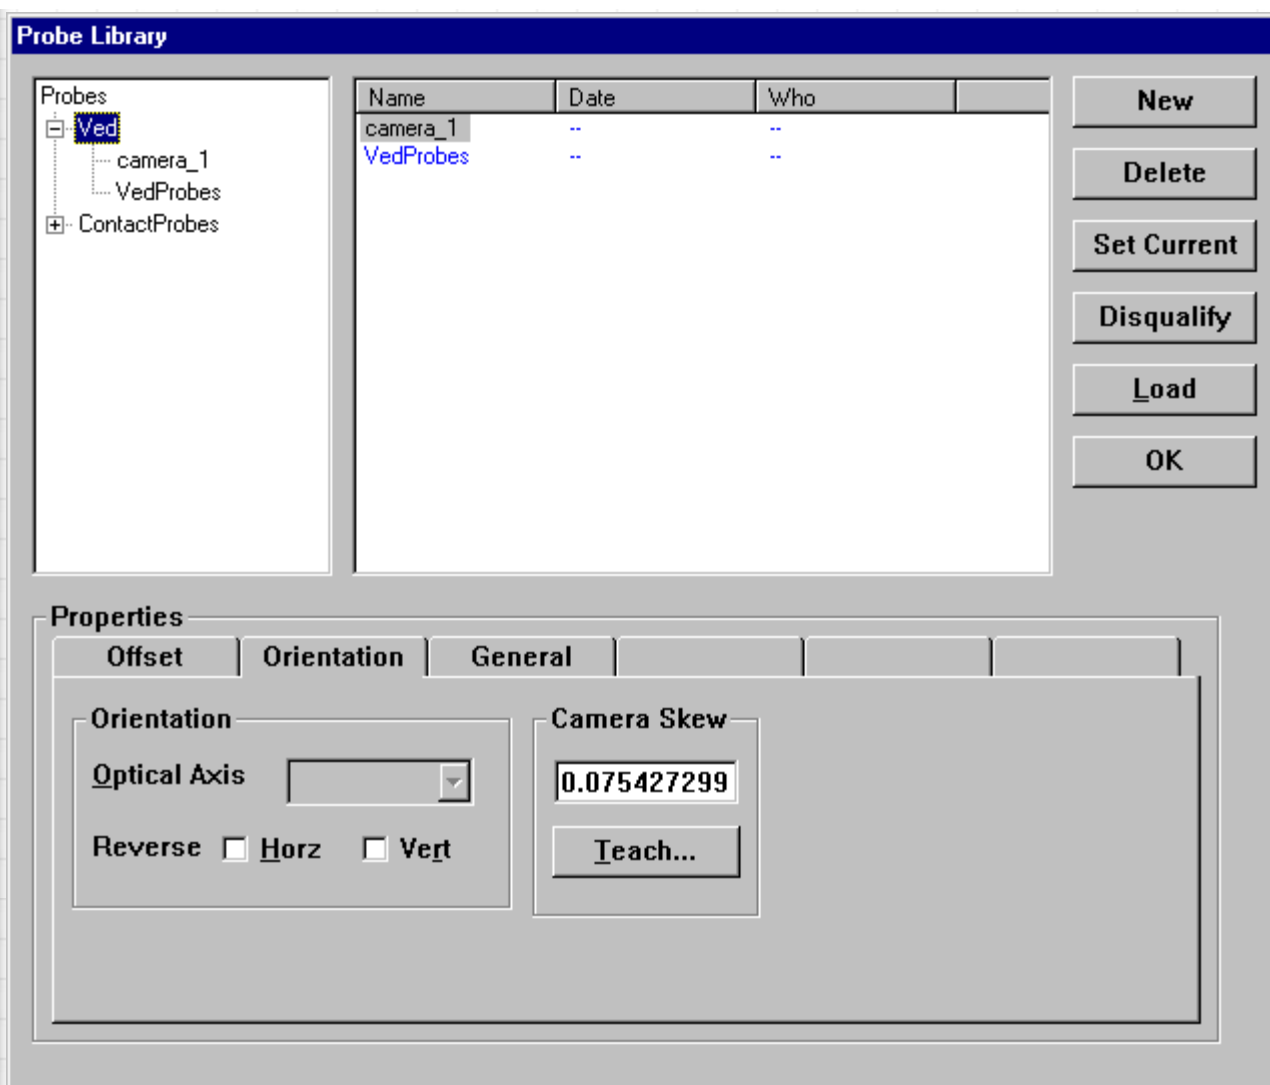 Probe Library
Probes
Ved
camera_1
VedProbes
ContactProbes
Name Date Who
camera_1 -- --
VedProbes -- --
New
Delete
Set Current
Disqualify
Load
OK
Properties
Offset Orientation General
Orientation
Optical Axis
Reverse Horz Vert
Camera Skew
0.075427299
Teach...